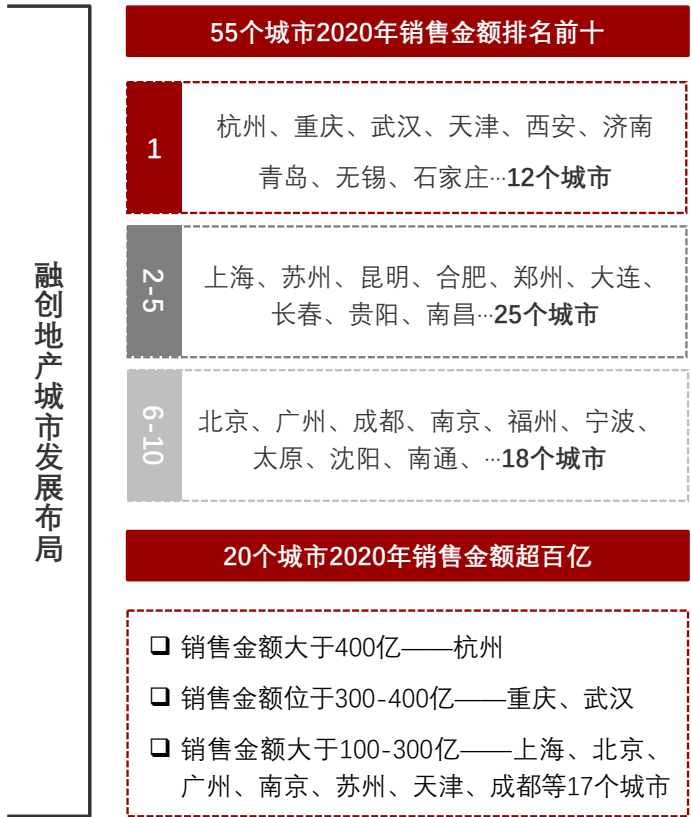 融创地产城市发展布局
55个城市2020年销售金额排名前十
1
杭州、重庆、武汉、天津、西安、济南
青岛、无锡、石家庄…12个城市
2-5
上海、苏州、昆明、合肥、郑州、大连、
长春、贵阳、南昌…25个城市
6-10
北京、广州、成都、南京、福州、宁波、
太原、沈阳、南通、…18个城市
20个城市2020年销售金额超百亿
❑ 销售金额大于400亿——杭州
❑ 销售金额位于300-400亿——重庆、武汉
❑ 销售金额大于100-300亿——上海、北京、
广州、南京、苏州、天津、成都等17个城市